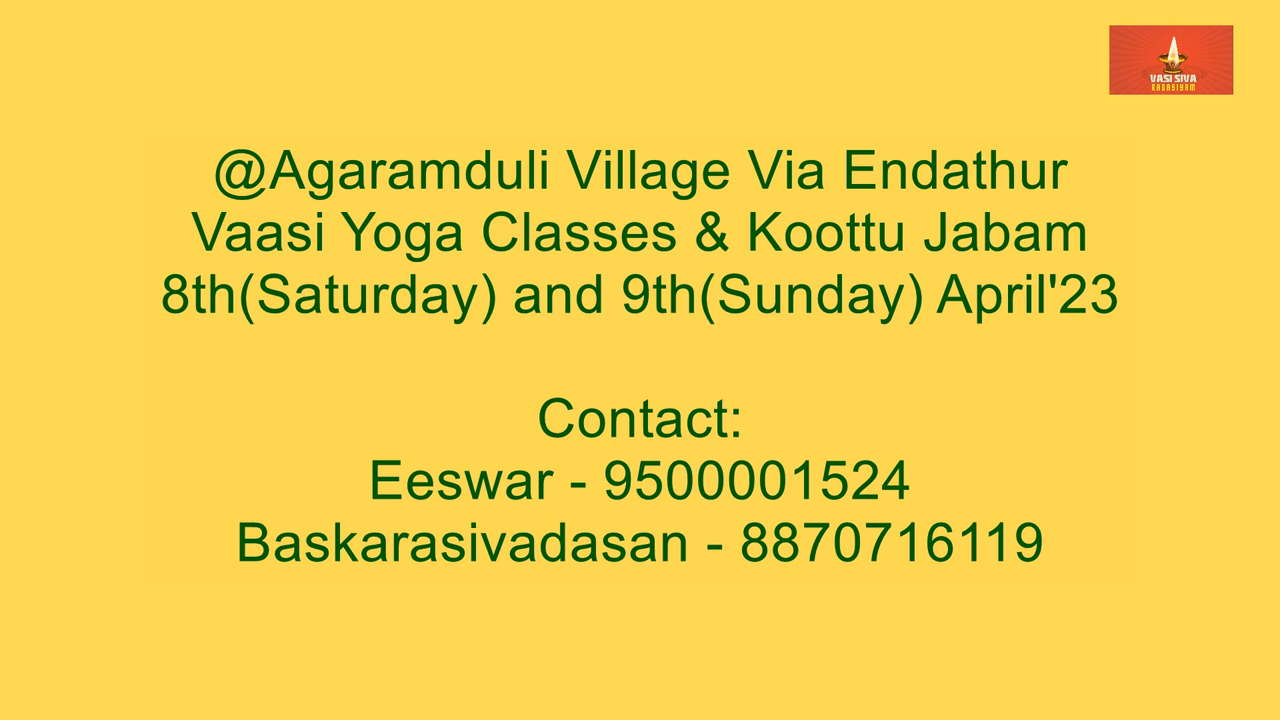 VASI SIVA
RAGASIYAM
@Agaramduli Village Via Endathur
Vaasi Yoga Classes & Koottu Jabam
8th(Saturday) and 9th(Sunday) April'23
Contact:
Eeswar - 9500001524
Baskarasivadasan - 8870716119